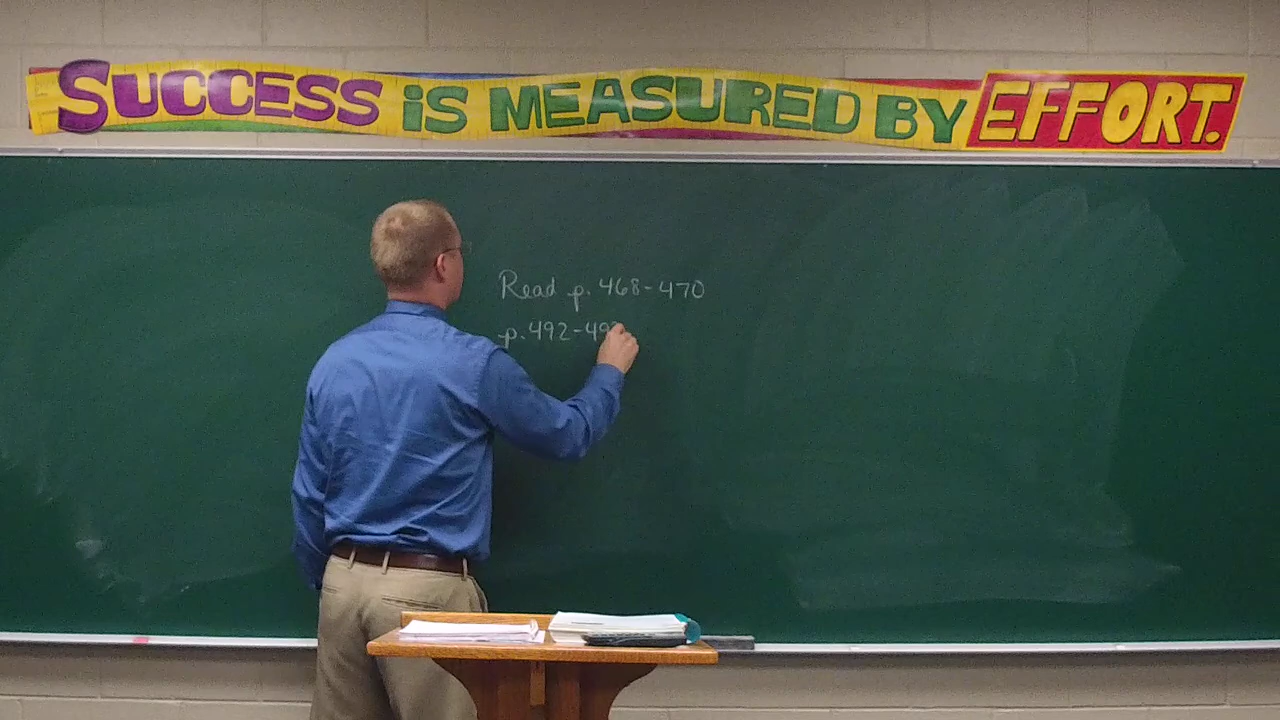 SUCCESS iS MEASURED BY EFFORT.
Read p. 468-470
p. 492-49